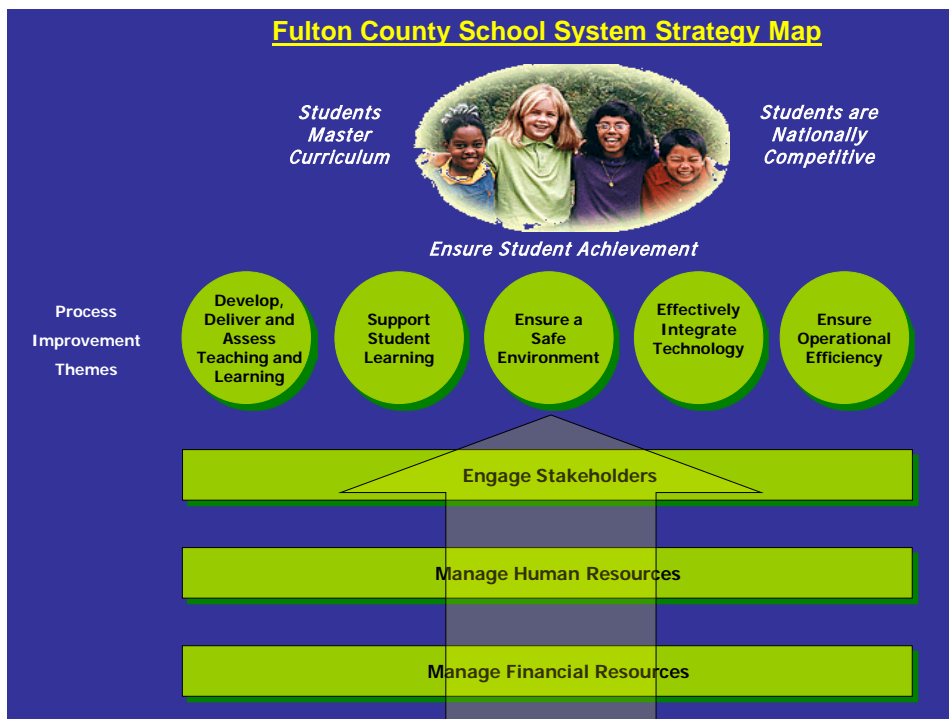 Fulton County School System Strategy Map
Students
Master
Curriculum
Students are
Nationally
Competitive
Ensure Student Achievement
Process
Improvement
Themes
Develop,
Deliver and
Assess
Teaching and
Learning
Support
Student
Learning
Ensure a
Safe
Environment
Effectively
Integrate
Technology
Ensure
Operational
Efficiency
Engage Stakeholders
Manage Human Resources
Manage Financial Resources